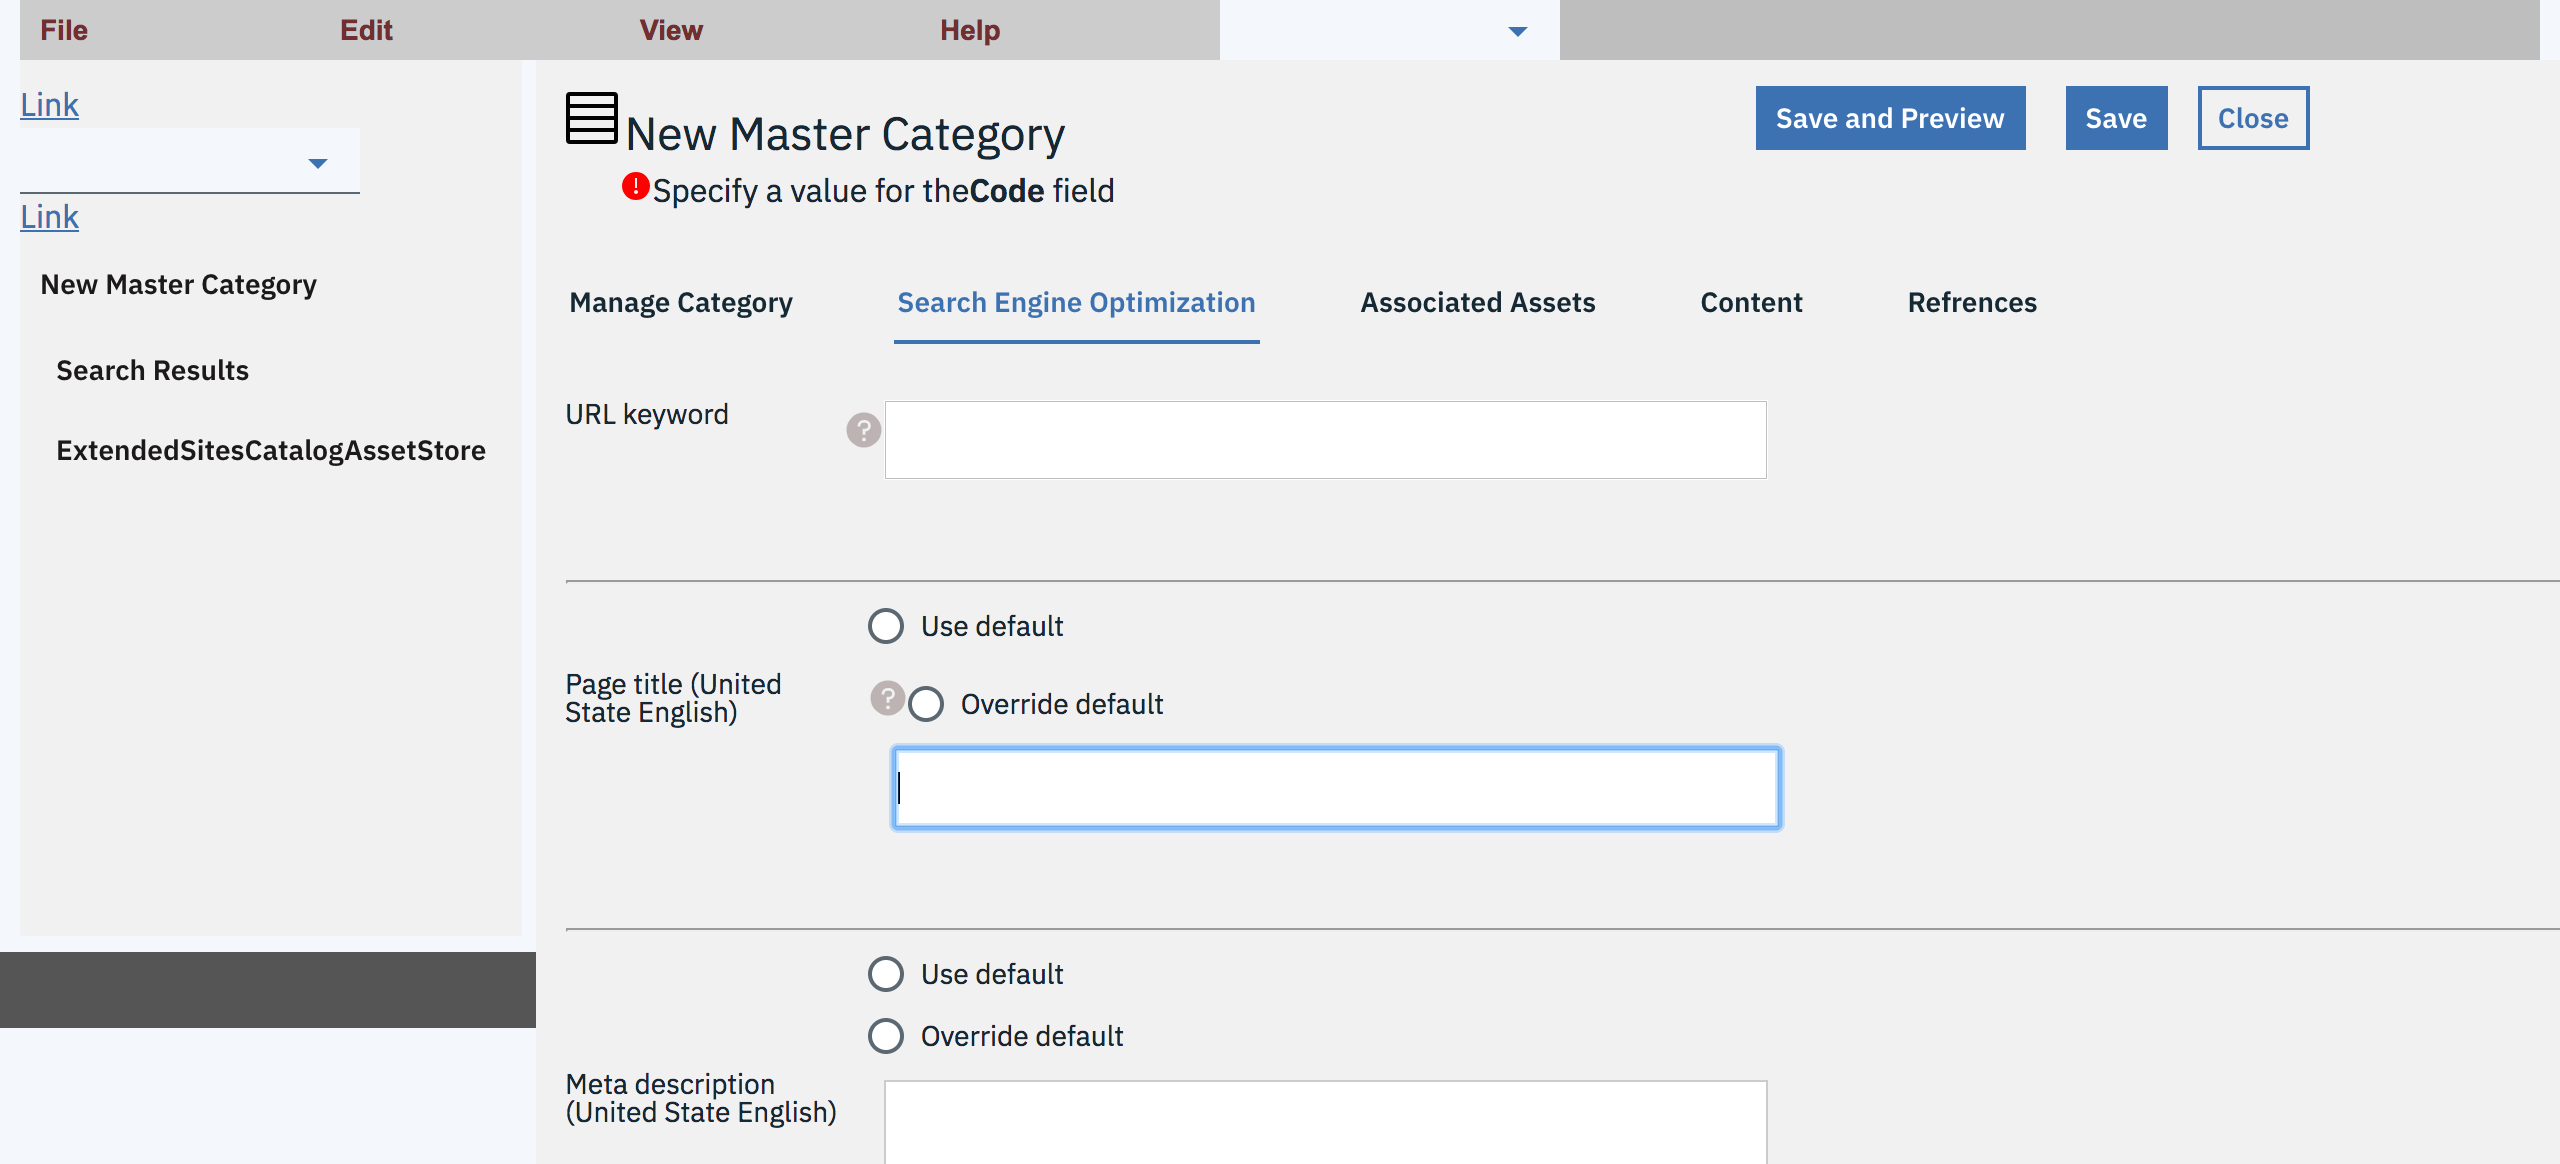 File Edit View Help
Link
Link
New Master Category
Search Results
ExtendedSitesCatalogAssetStore
New Master Category
Save and Preview Save Close
! Specify a value for theCode field
Manage Category Search Engine Optimization Associated Assets Content Refrences
URL keyword
?
Use default
Page title (United
State English)
? Override default
Use default
Override default
Meta description
(United State English)